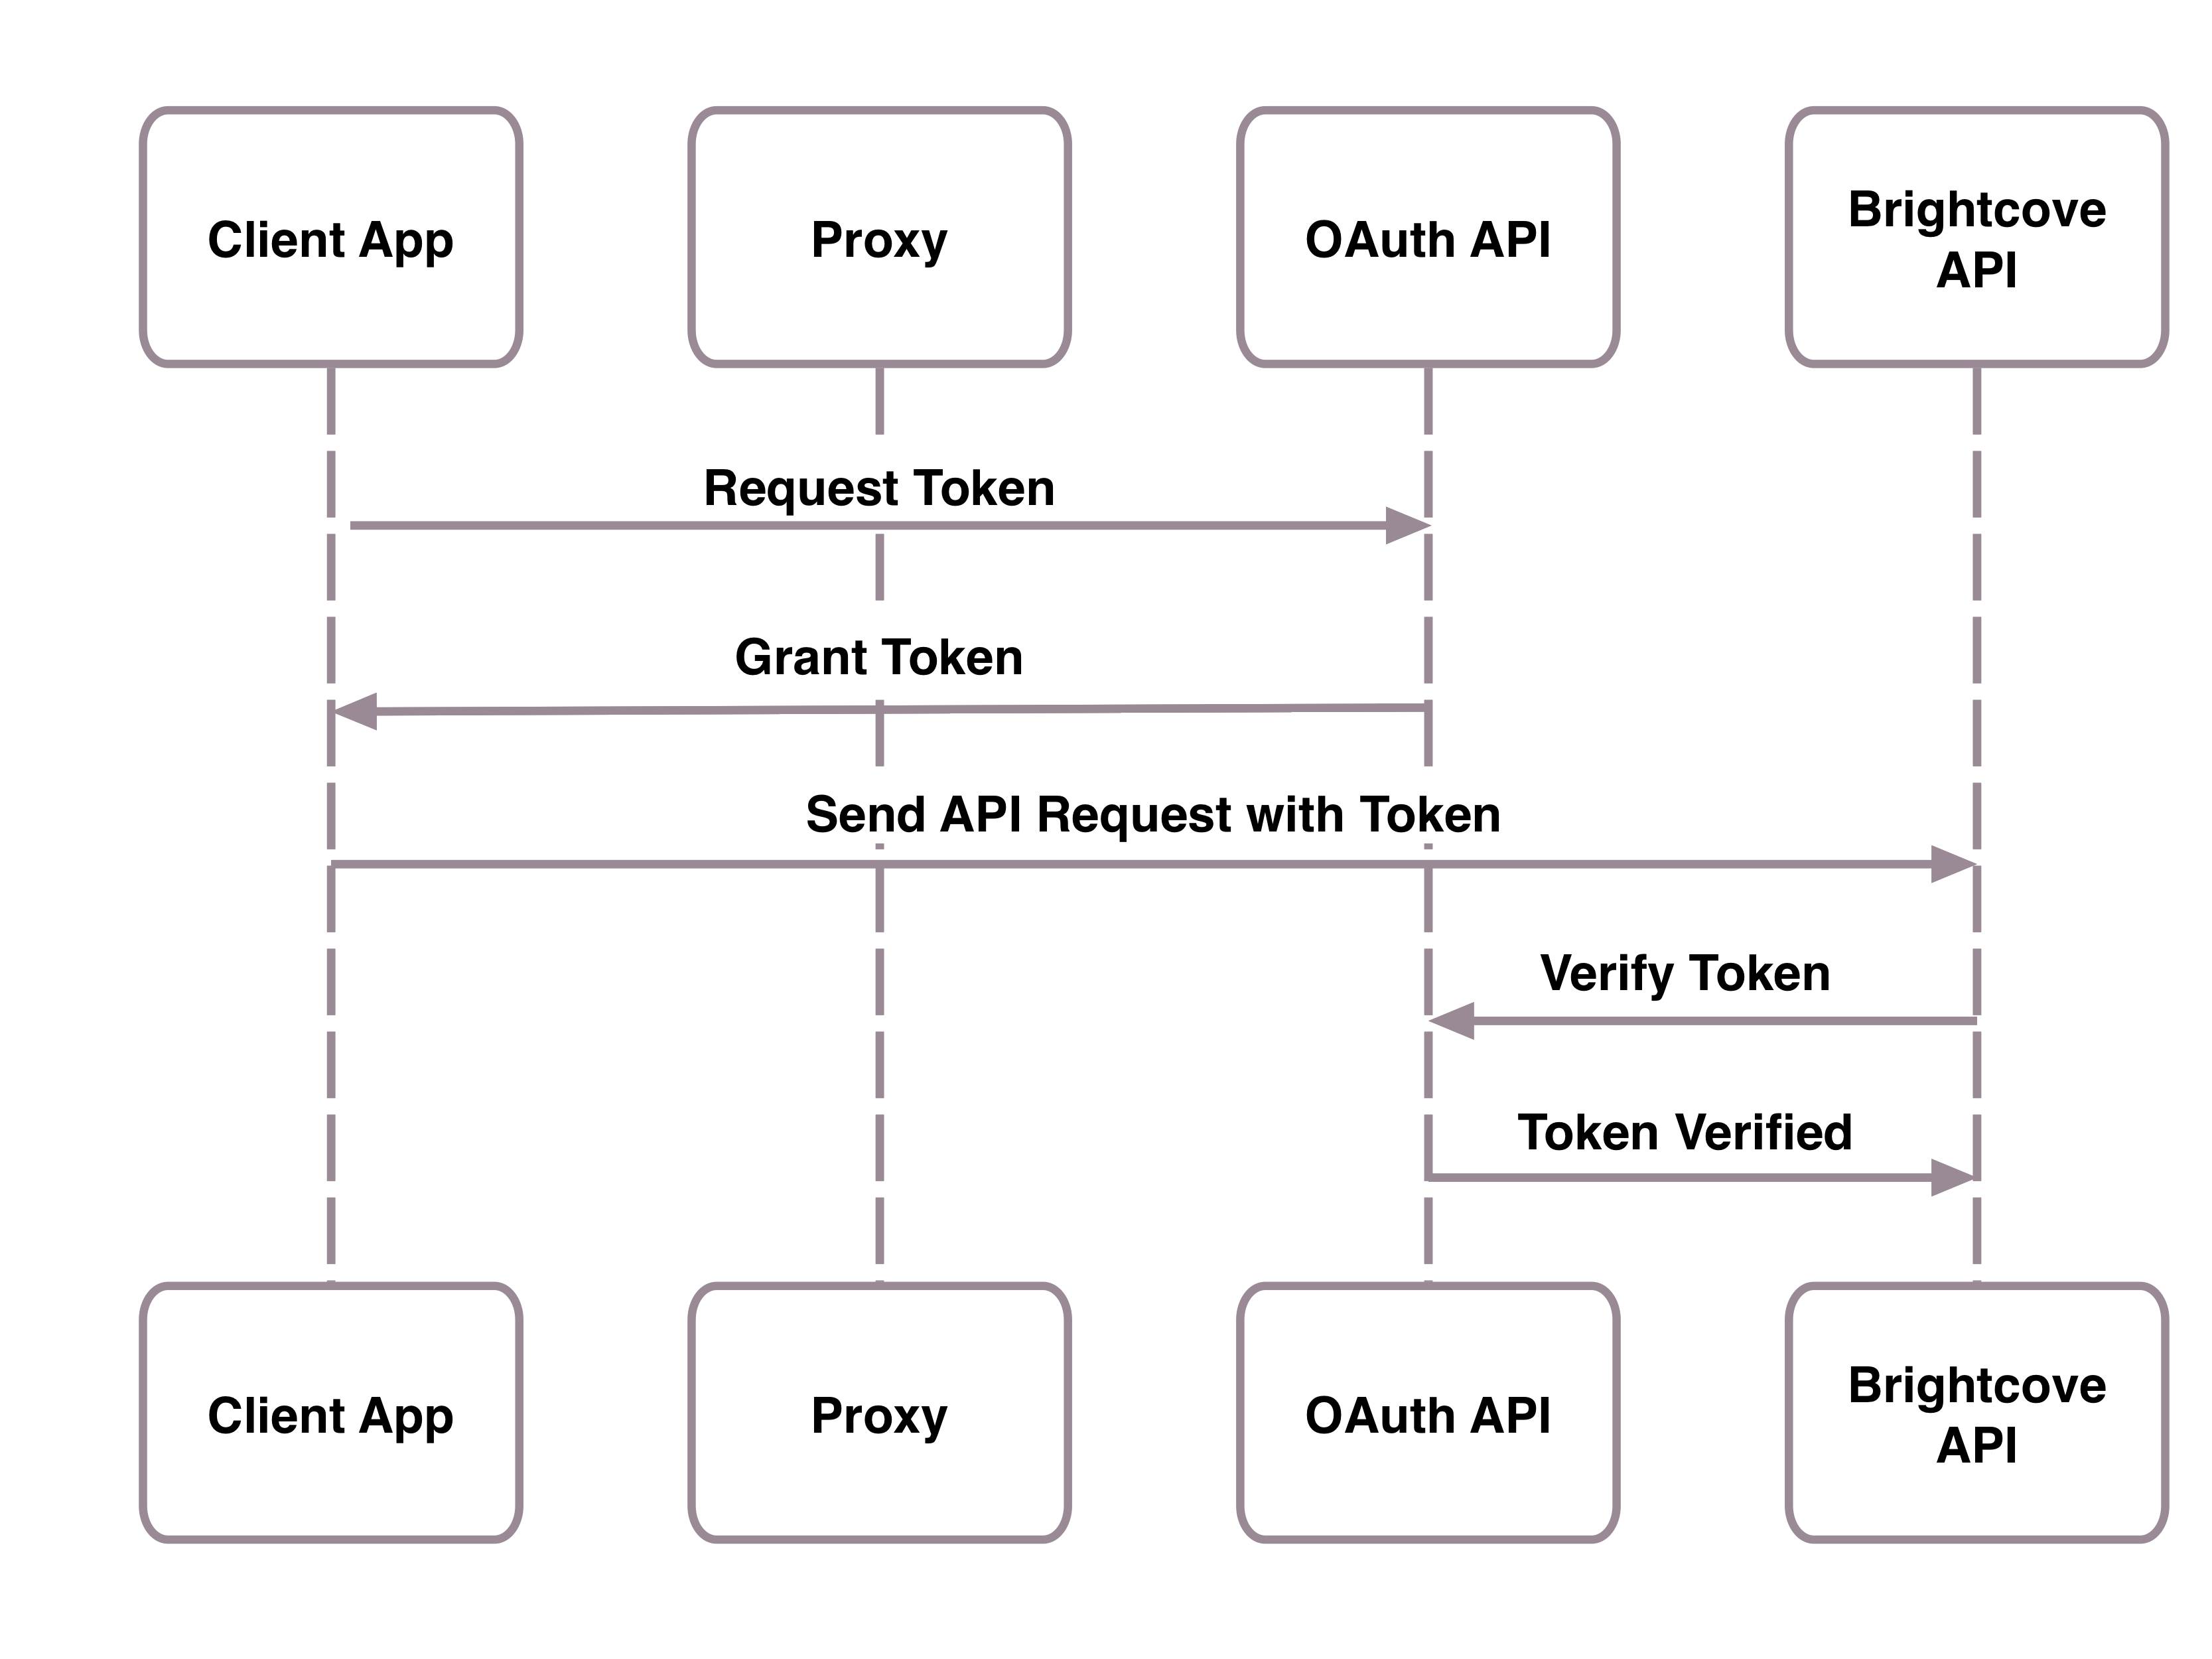 Client App
Proxy
OAuth API
Brightcove
API
Request Token
Grant Token
Send API Request with Token
Verify Token
Token Verified
Client App
Proxy
OAuth API
Brightcove
API